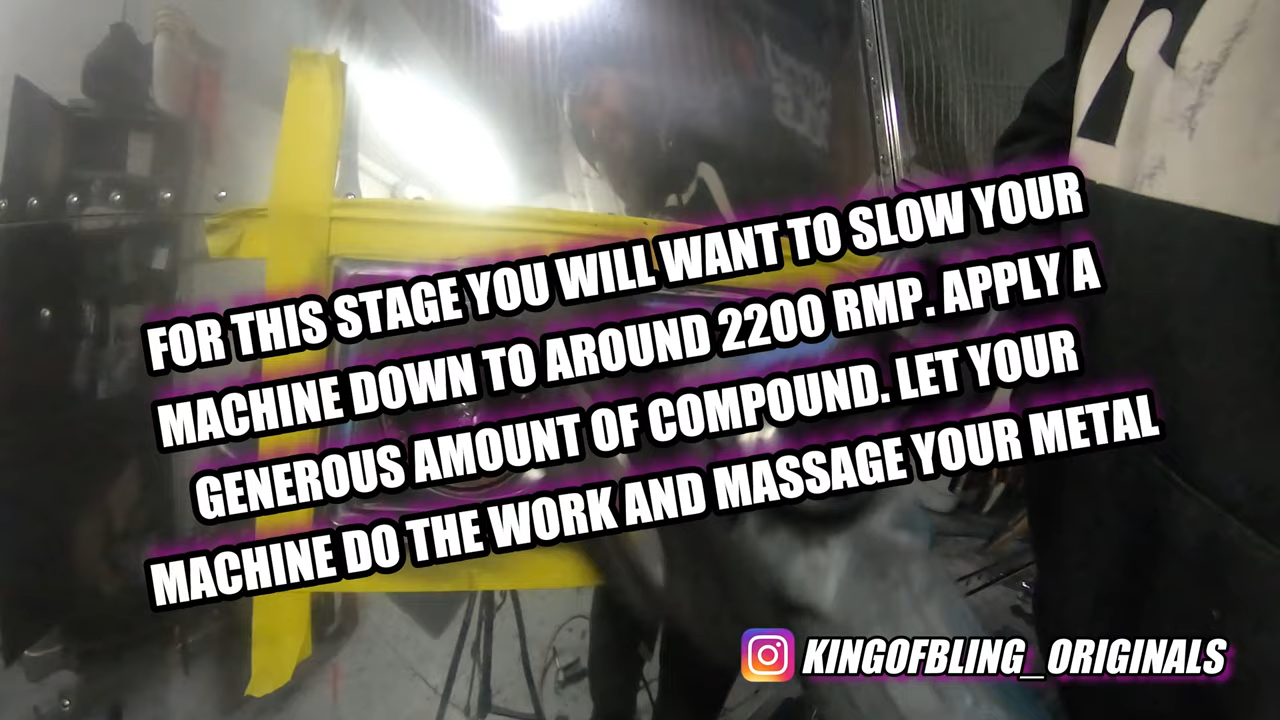 FOR THIS STAGE YOU WILL WANT TO SLOW YOUR
MACHINE DOWN TO AROUND 2200 RMP. APPLY A
GENEROUS AMOUNT OF COMPOUND. LET YOUR
MACHINE DO THE WORK AND MASSAGE YOUR METAL
KINGOFBLING_ORIGINALS